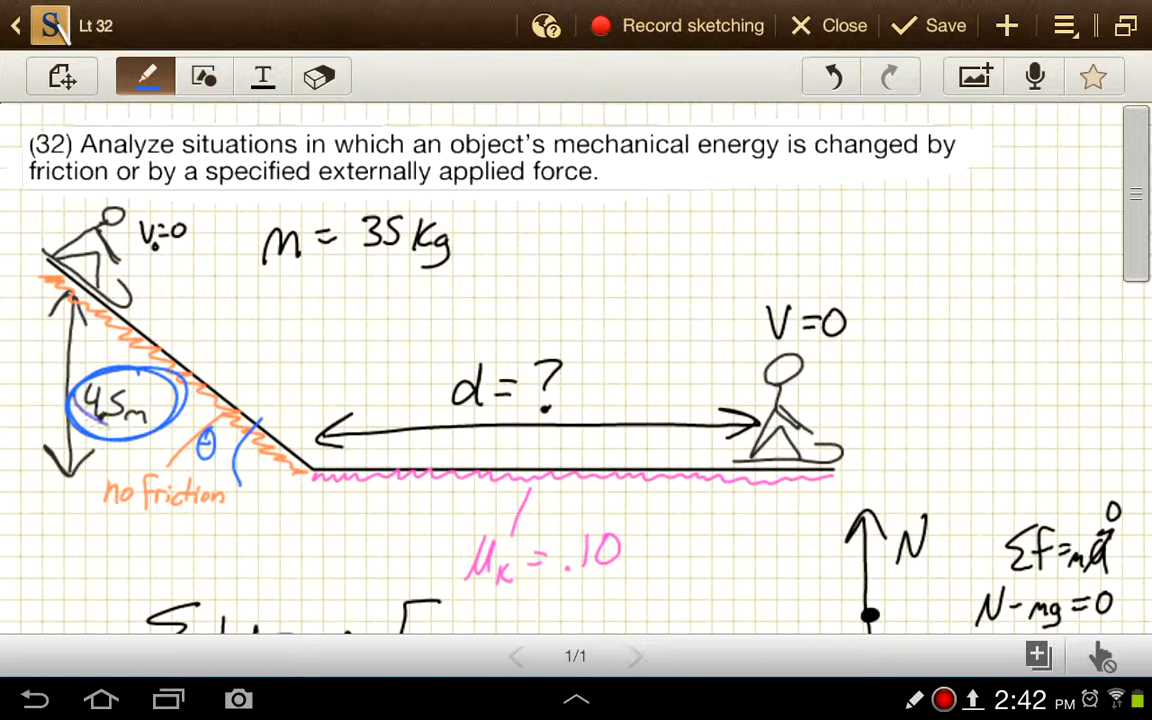 S Lt 32
Record sketching
Close
Save
T
(32) Analyze situations in which an object's mechanical energy is changed by
friction or by a specified externally applied force.
V₀=0
m = 35 Kg
V = 0
d = ?
4.5m
θ
no friction
μₖ = .10
N
ΣF=ma 0
N - mg = 0
1/1
2:42 PM